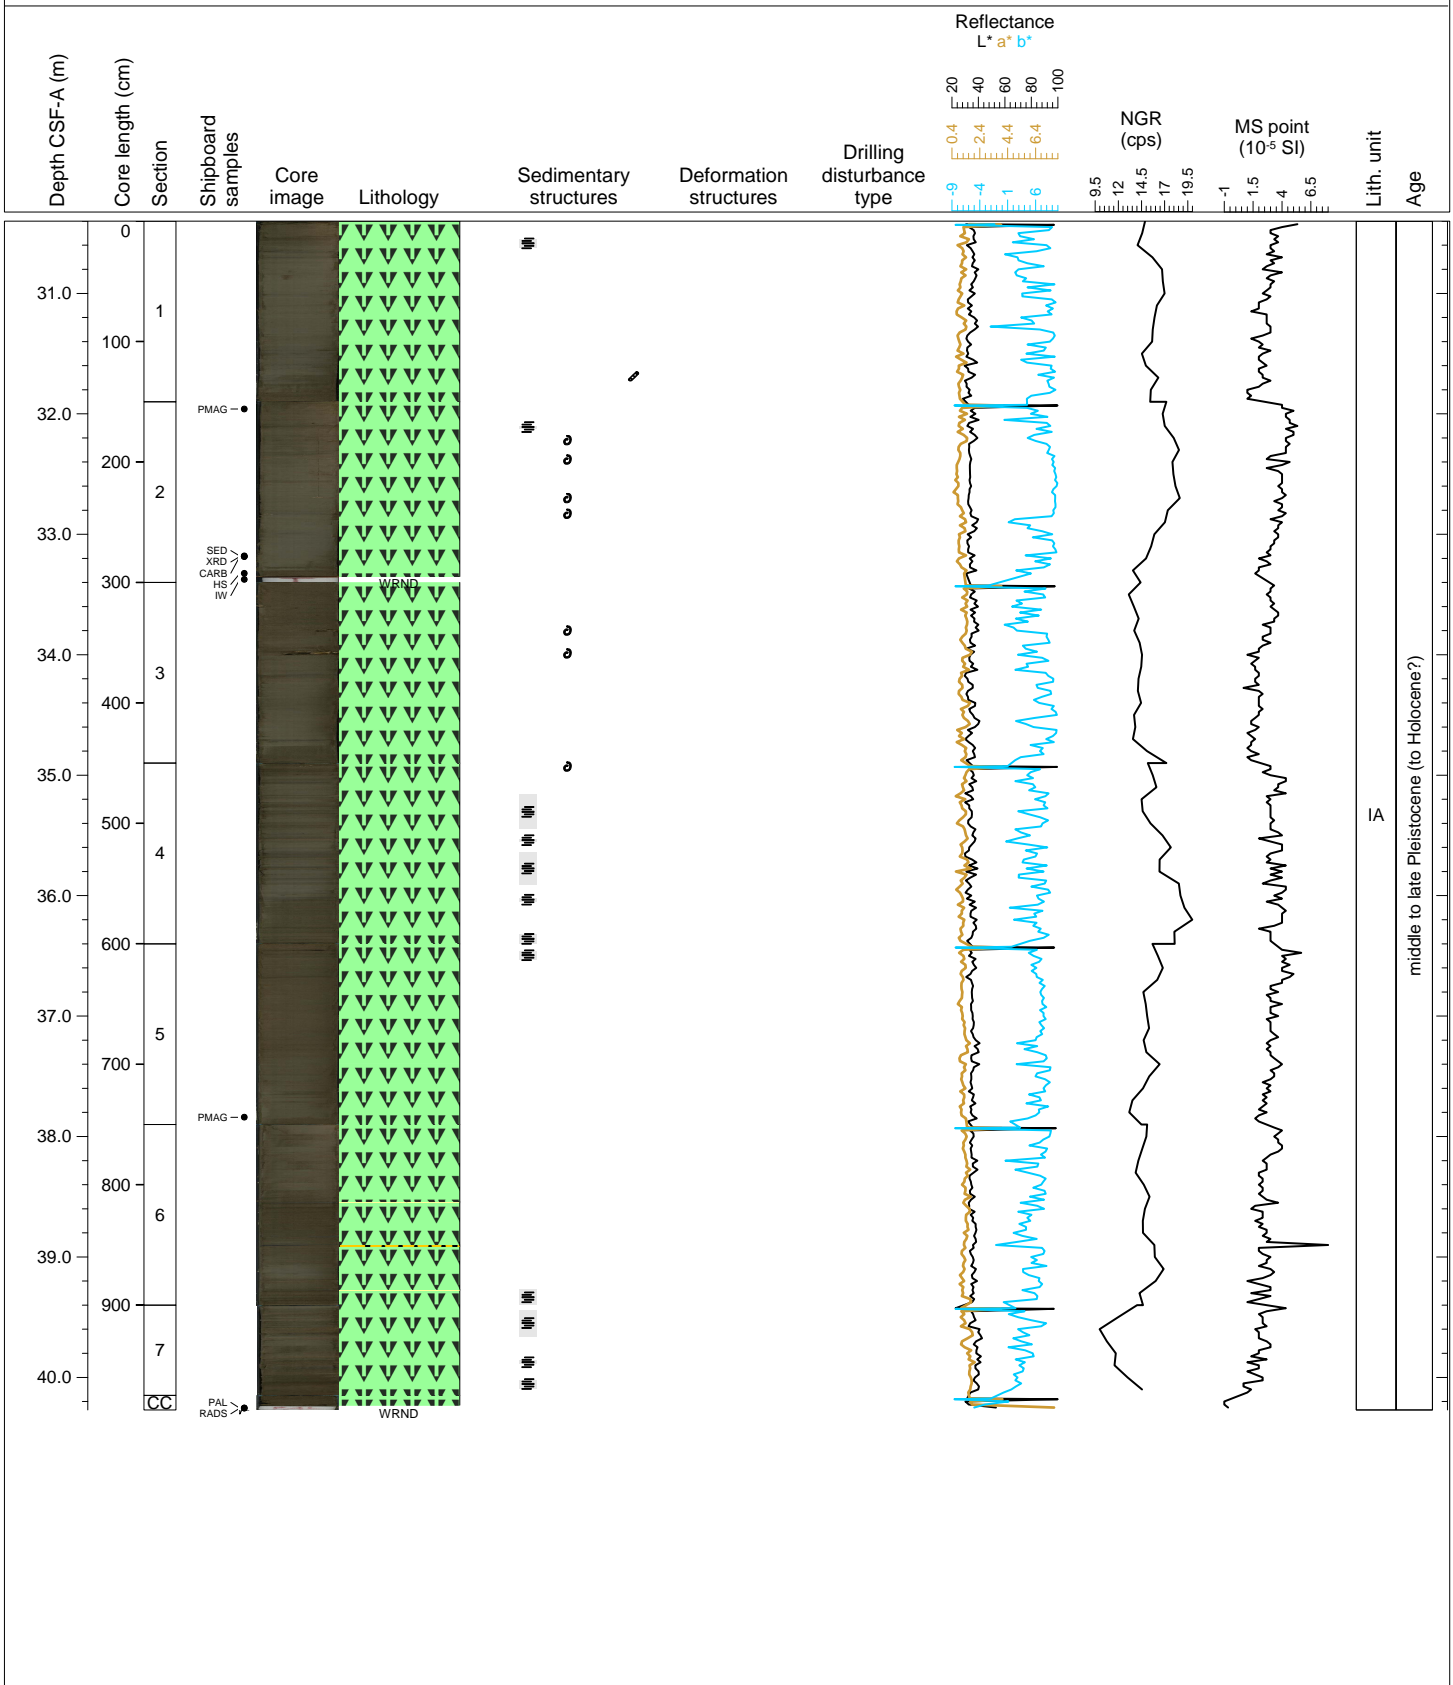 Depth CSF-A (m)
Core length (cm)
Section
Shipboard
samples
Core
image
Lithology
Sedimentary
structures
Deformation
structures
Drilling
disturbance
type
Reflectance
L* a* b*
20 40 60 80 100
0.4 2.4 4.4 6.4
-9 -4 1 6
NGR
(cps)
9.5 12 14.5 17 19.5
MS point
(10-5 SI)
-1 1.5 4 6.5
Lith. unit
Age
0
31.0
1
100
PMAG
32.0
200
2
33.0
SED
XRD
CARB
HS
IW
300
WRND
34.0
3
400
35.0
500
4
IA
middle to late Pleistocene (to Holocene?)
36.0
600
37.0
5
700
PMAG
38.0
800
6
39.0
900
7
40.0
CC
PAL
RADS
WRND